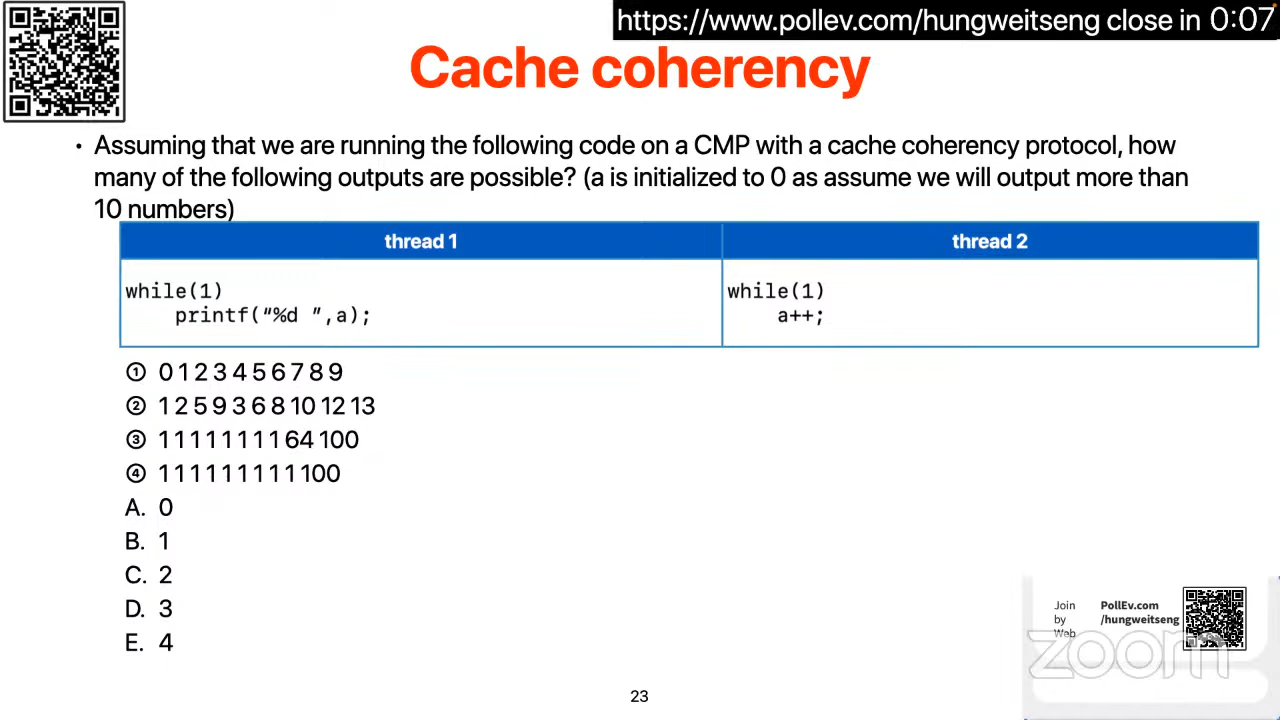 https://www.pollev.com/hungweitseng close in 0:07
Cache coherency
• Assuming that we are running the following code on a CMP with a cache coherency protocol, how
many of the following outputs are possible? (a is initialized to 0 as assume we will output more than
10 numbers)
thread 1
thread 2
while(1)
printf("%d ",a);
while(1)
a++;
① 0 1 2 3 4 5 6 7 8 9
② 1 2 5 9 3 6 8 10 12 13
③ 1 1 1 1 1 1 1 1 64 100
④ 1 1 1 1 1 1 1 1 1 100
A. 0
B. 1
C. 2
D. 3
E. 4
Join
by
Web
PollEv.com
/hungweitseng
zoom
23